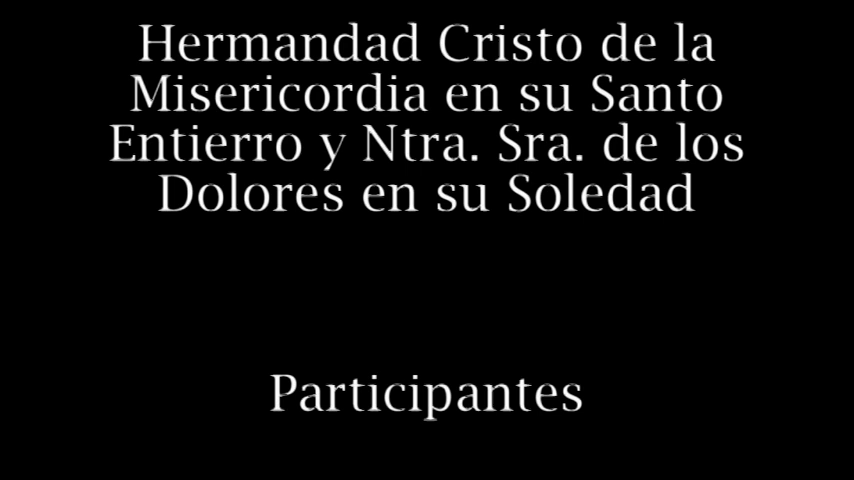 Hermandad Cristo de la
Misericordia en su Santo
Entierro y Ntra. Sra. de los
Dolores en su Soledad
Participantes